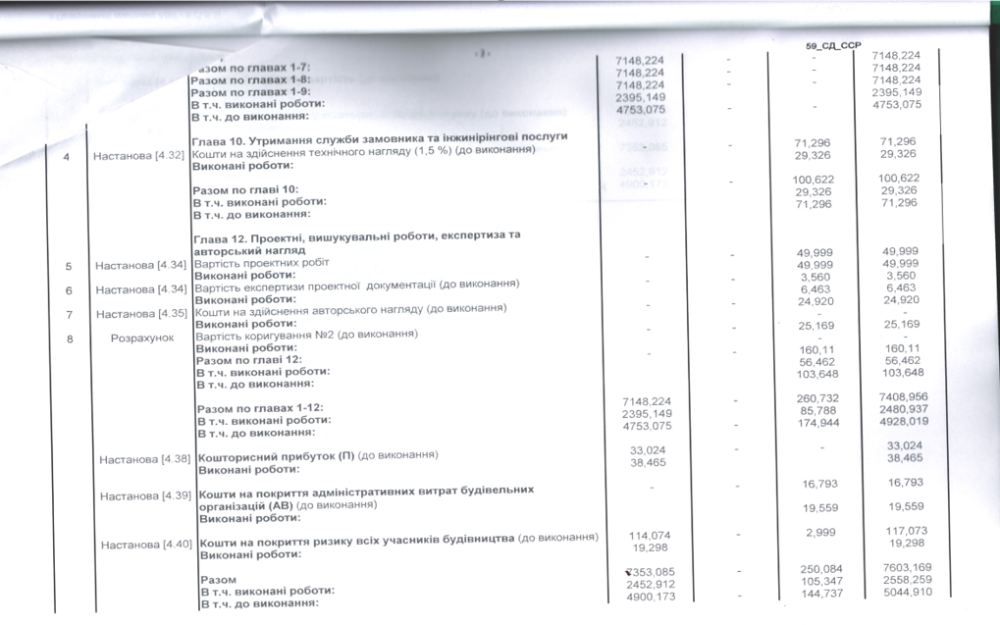 - 3 -
59_СД_ССР
азом по главах 1-7: 7148,224 - - 7148,224
Разом по главах 1-8: 7148,224 - - 7148,224
Разом по главах 1-9: 7148,224 - 7148,224
В т.ч. виконані роботи: 2395,149 2395,149
В т.ч. до виконання: 4753,075 - - 4753,075
Глава 10. Утримання служби замовника та інжинірінгові послуги
4 Настанова [4.32] Кошти на здійснення технічного нагляду (1,5 %) (до виконання) - - 71,296 71,296
Виконані роботи: 29,326 29,326
Разом по главі 10: - - 100,622 100,622
В т.ч. виконані роботи: 29,326 29,326
В т.ч. до виконання: 71,296 71,296
Глава 12. Проектні, вишукувальні роботи, експертиза та
авторський нагляд
5 Настанова [4.34] Вартість проектних робіт - - 49,999 49,999
Виконані роботи: 49,999 49,999
6 Настанова [4.34] Вартість експертизи проектної документації (до виконання) - - 3,560 3,560
Виконані роботи: 6,463 6,463
7 Настанова [4.35] Кошти на здійснення авторського нагляду (до виконання) - - 24,920 24,920
Виконані роботи: - -
8 Розрахунок Вартість коригування №2 (до виконання) - - 25,169 25,169
Виконані роботи: - -
Разом по главі 12: - - 160,11 160,11
В т.ч. виконані роботи: 56,462 56,462
В т.ч. до виконання: 103,648 103,648
Разом по главах 1-12: 7148,224 - 260,732 7408,956
В т.ч. виконані роботи: 2395,149 85,788 2480,937
В т.ч. до виконання: 4753,075 - 174,944 4928,019
Настанова [4.38] Кошторисний прибуток (П) (до виконання) 33,024 - - 33,024
Виконані роботи: 38,465 38,465
Настанова [4.39] Кошти на покриття адміністративних витрат будівельних - - 16,793 16,793
організацій (АВ) (до виконання)
Виконані роботи: 19,559 19,559
Настанова [4.40] Кошти на покриття ризику всіх учасників будівництва (до виконання) 114,074 - 2,999 117,073
Виконані роботи: 19,298 19,298
Разом 7353,085 - 250,084 7603,169
В т.ч. виконані роботи: 2452,912 105,347 2558,259
В т.ч. до виконання: 4900,173 - 144,737 5044,910